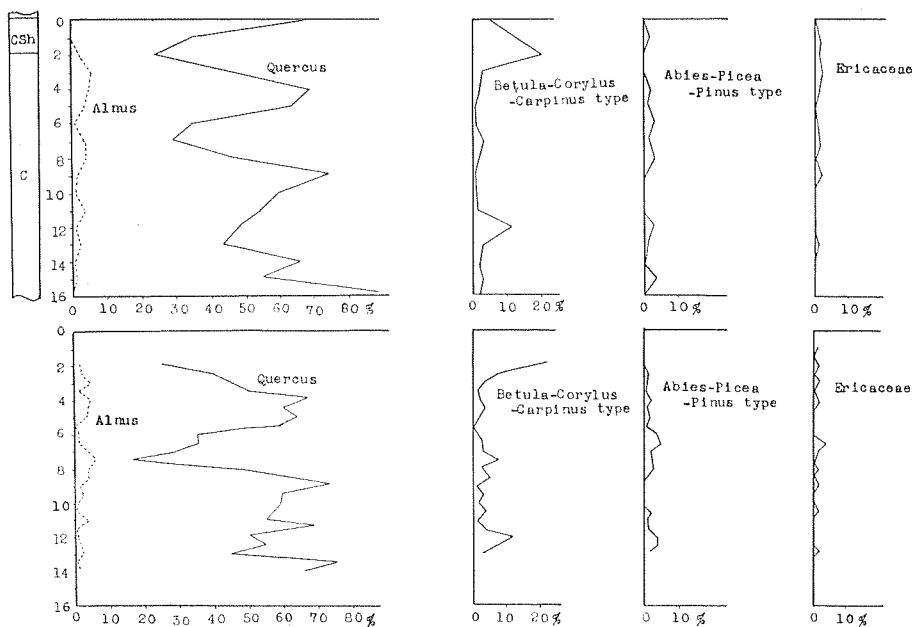 CSh
C
0
2
4
6
8
10
12
14
16
Quercus
Alnus
0 10 20 30 40 50 60 70 80 %
Betula-Corylus
-Carpinus type
0 10 20%
Abies-Picea
-Pinus type
0 10%
Ericaceae
0 10%
0
2
4
6
8
10
12
14
16
Quercus
Alnus
0 10 20 30 40 50 60 70 80 %
Betula-Corylus
-Carpinus type
0 10 20%
Abies-Picea
-Pinus type
0 10%
Ericaceae
0 10%